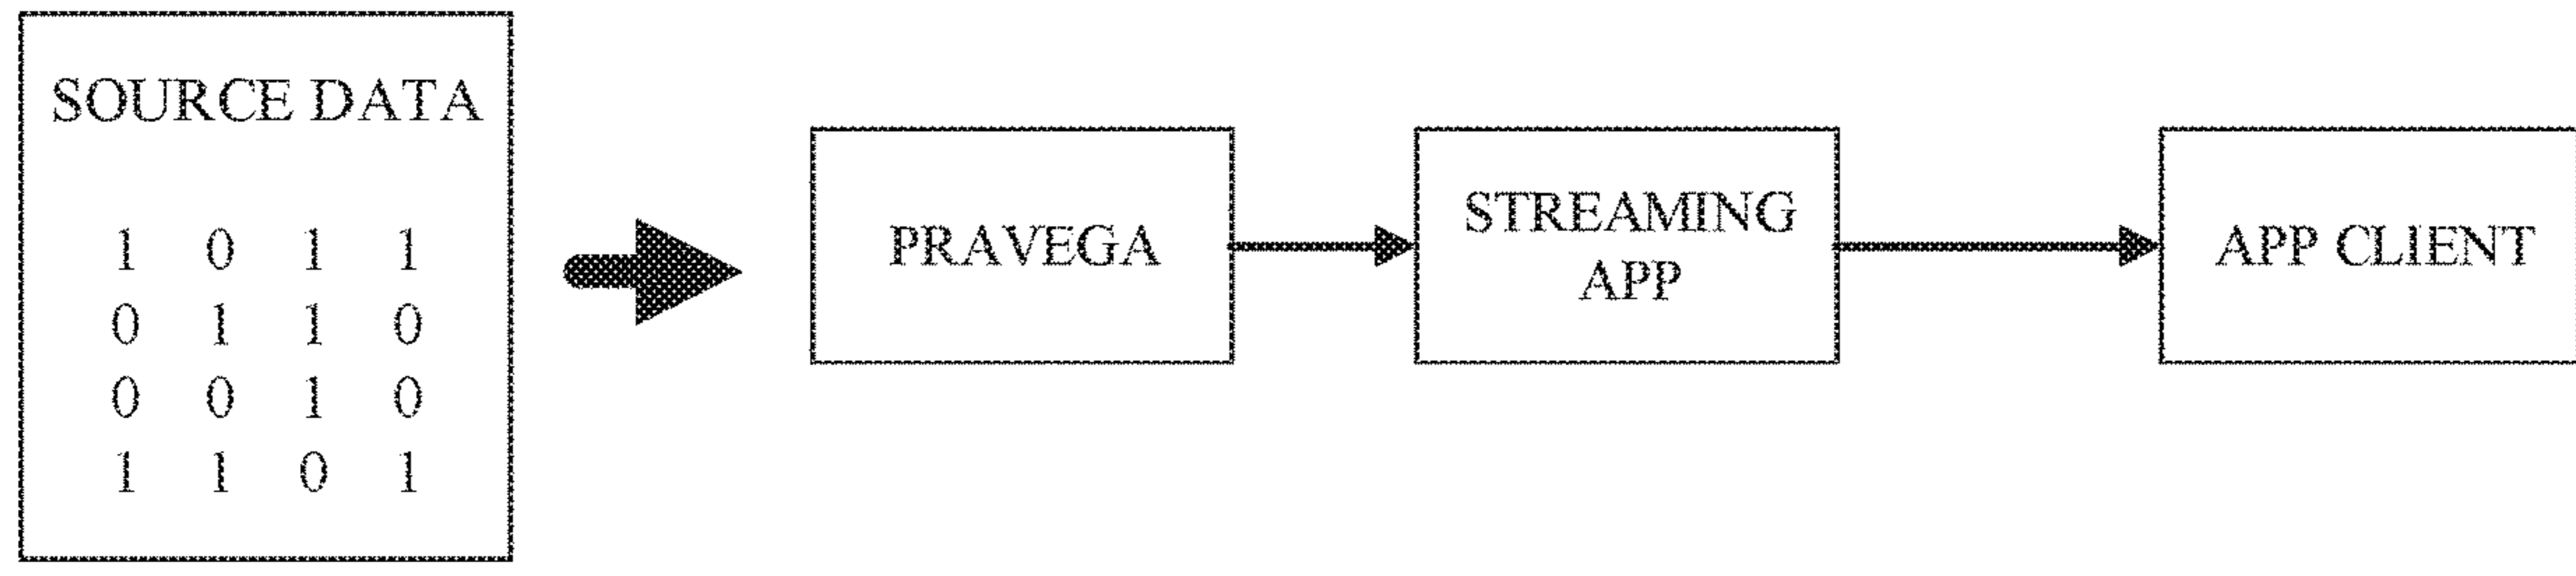 SOURCE DATA
1 0 1 1
0 1 1 0
0 0 1 0
1 1 0 1
PRAVEGA
STREAMING
APP
APP CLIENT